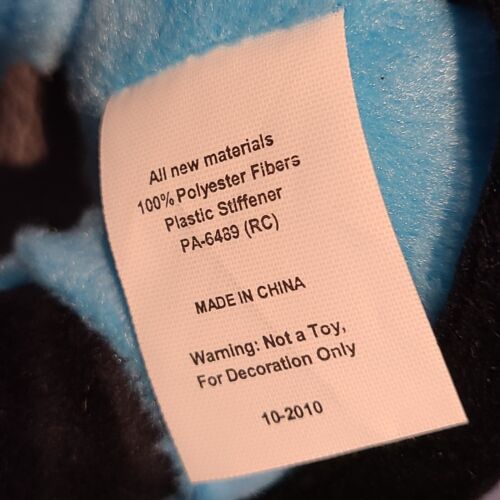 All new materials
100% Polyester Fibers
Plastic Stiffener
PA-6489 (RC)
MADE IN CHINA
Warning: Not a Toy,
For Decoration Only
10-2010